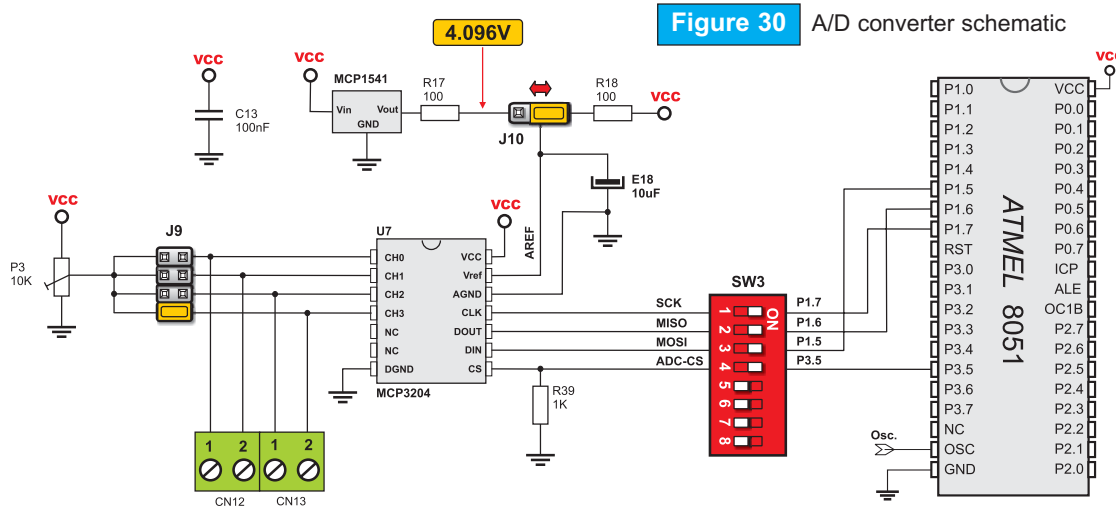 Figure 30 A/D converter schematic
4.096V
VCC
C13
100nF
VCC
MCP1541
Vin
Vout
GND
R17
100
J10
R18
100
VCC
E18
10uF
AREF
VCC
P3
10K
J9
U7
VCC
CH0
CH1
CH2
CH3
NC
NC
DGND
VCC
Vref
AGND
CLK
DOUT
DIN
CS
MCP3204
R39
1K
SCK
MISO
MOSI
ADC-CS
SW3
ON
1
2
3
4
5
6
7
8
P1.7
P1.6
P1.5
P3.5
1 2 1 2
CN12 CN13
VCC
P1.0
P1.1
P1.2
P1.3
P1.4
P1.5
P1.6
P1.7
RST
P3.0
P3.1
P3.2
P3.3
P3.4
P3.5
P3.6
P3.7
NC
OSC
GND
ATMEL 8051
VCC
P0.0
P0.1
P0.2
P0.3
P0.4
P0.5
P0.6
P0.7
ICP
ALE
OC1B
P2.7
P2.6
P2.5
P2.4
P2.3
P2.2
P2.1
P2.0
Osc.